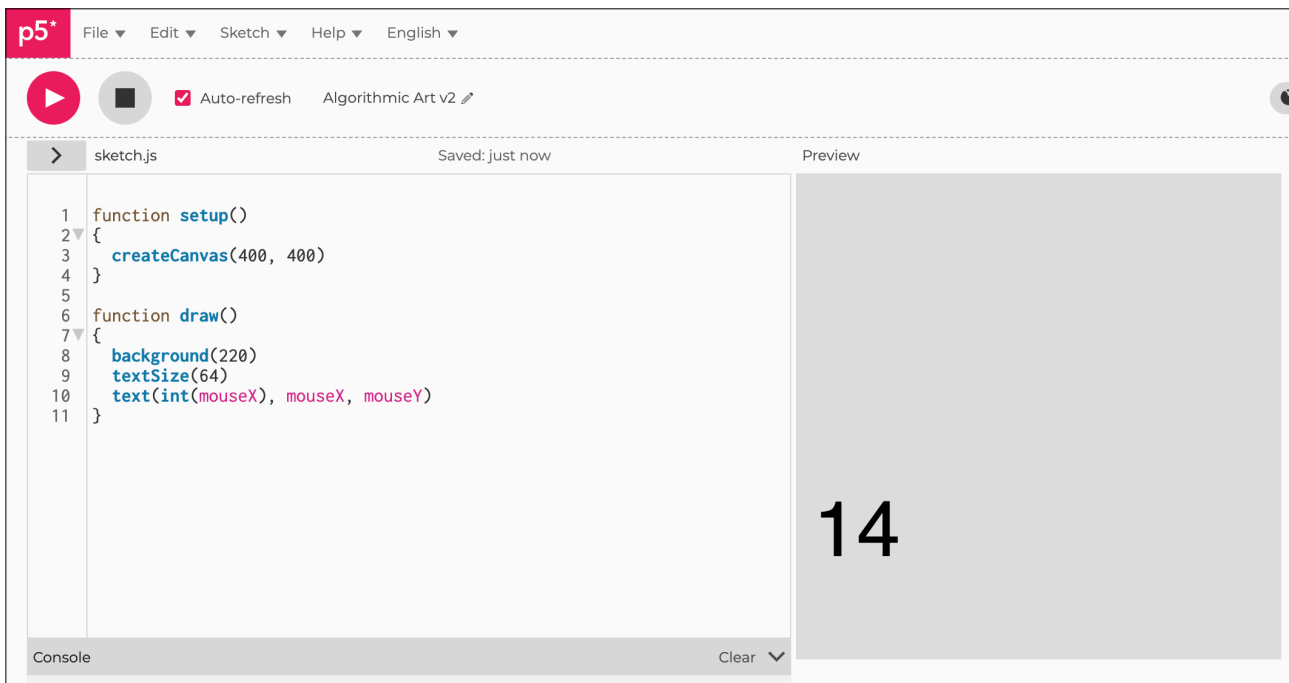 p5*
File Edit Sketch Help English
Auto-refresh Algorithmic Art v2
sketch.js Saved: just now Preview
1 function setup()
2 {
3 createCanvas(400, 400)
4 }
5
6 function draw()
7 {
8 background(220)
9 textSize(64)
10 text(int(mouseX), mouseX, mouseY)
11 }
14
Console Clear